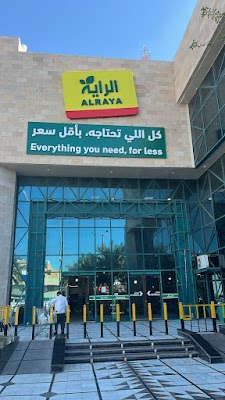 الراية
ALRAYA
كل اللي تحتاجه، بأقل سعر
Everything you need, for less